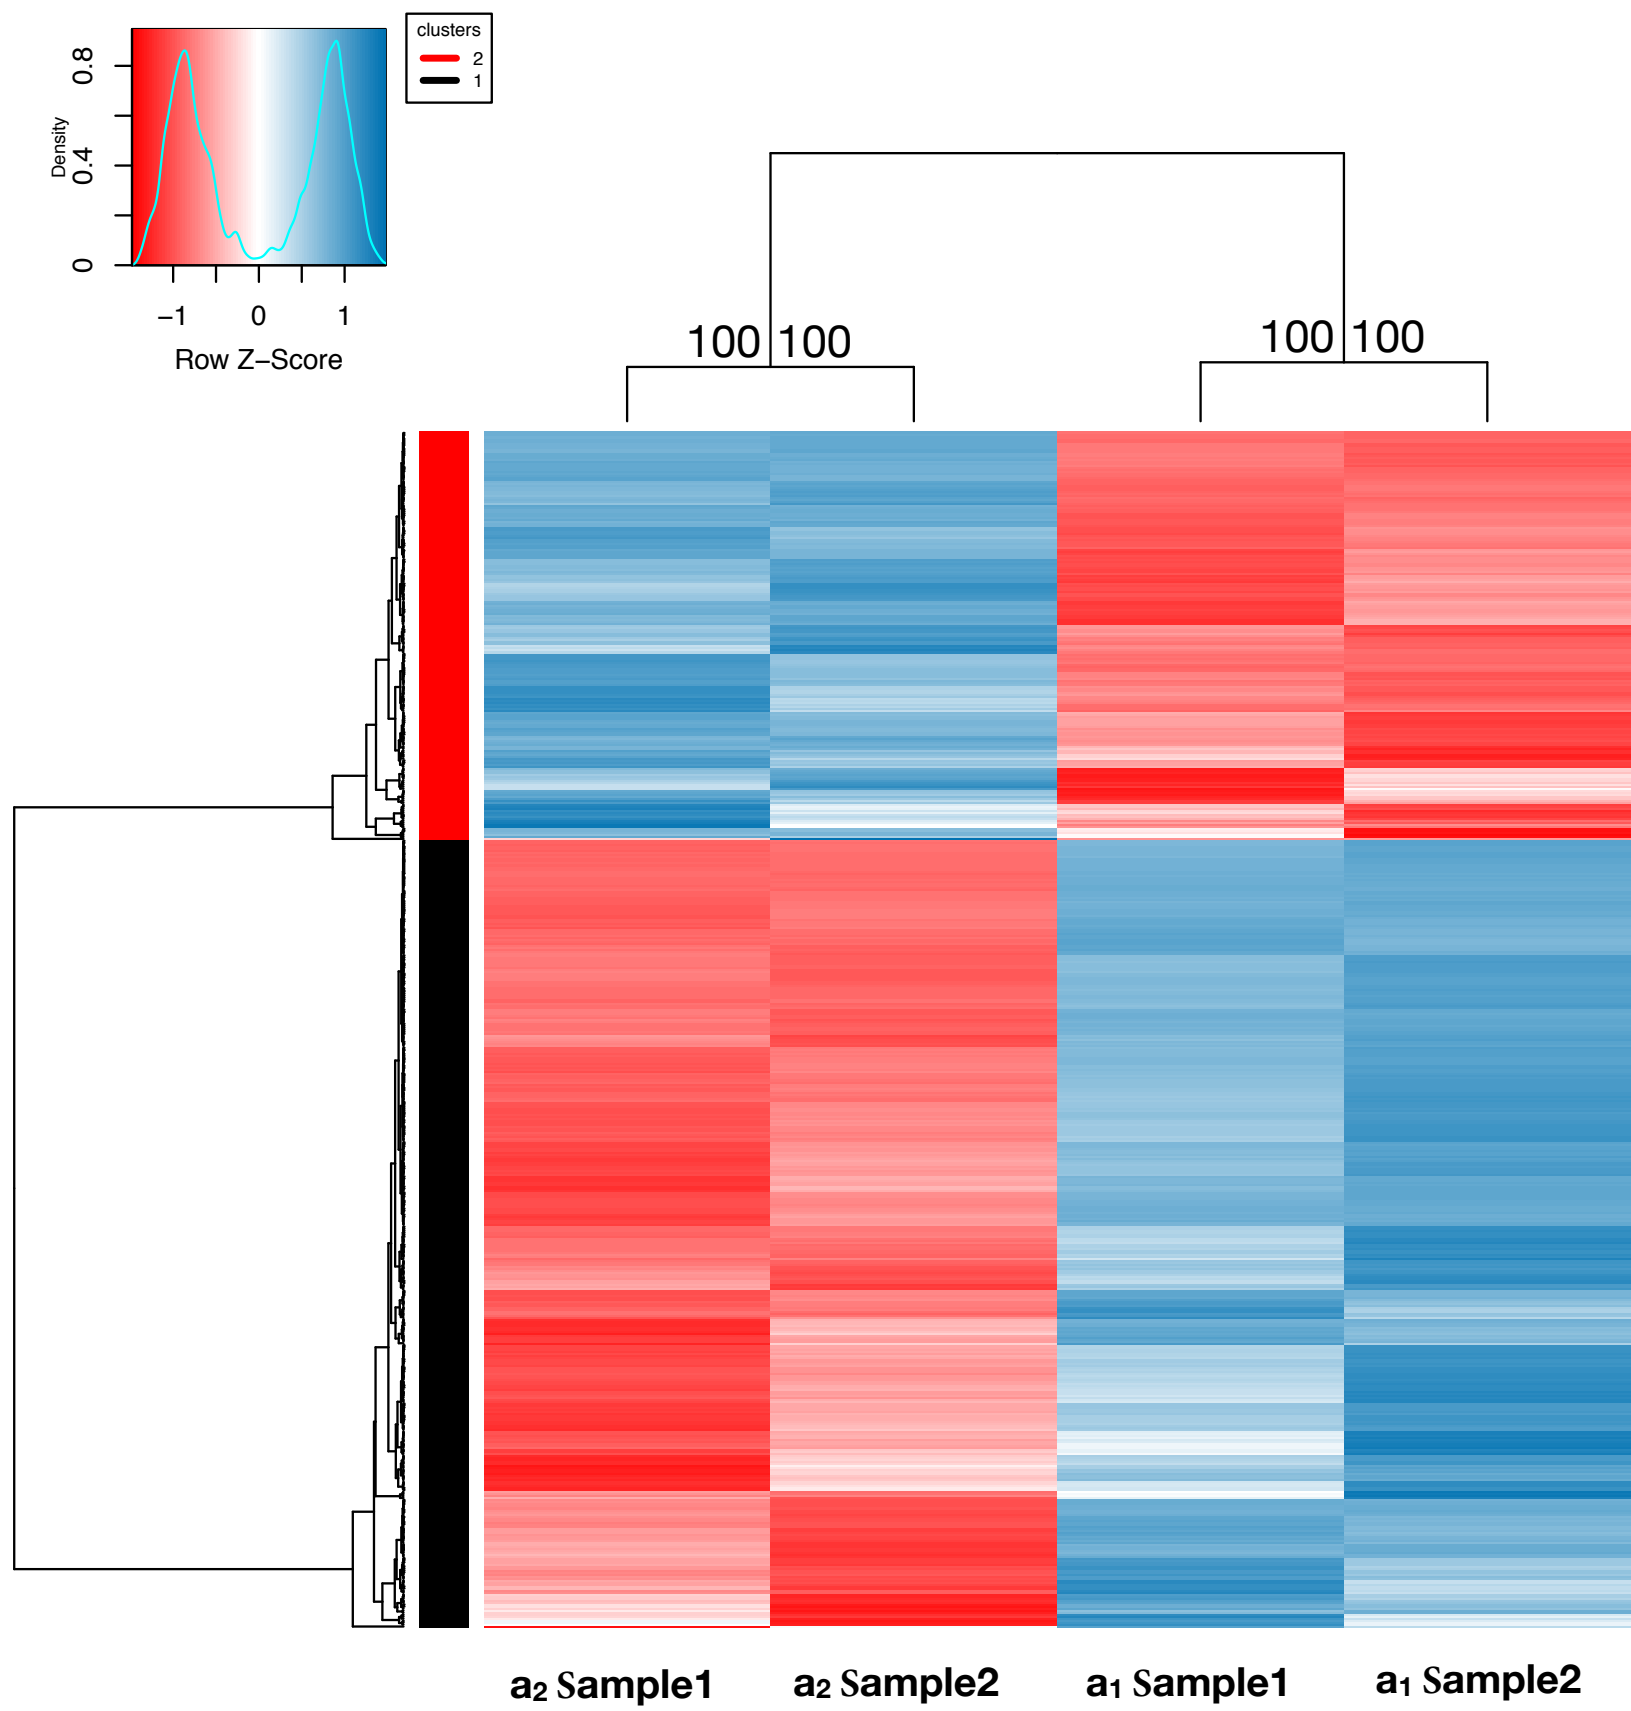 clusters
2
1
Density
0
0.4
0.8
−1 0 1
Row Z−Score
100 100 100 100
a₂ Sample1 a₂ Sample2 a₁ Sample1 a₁ Sample2